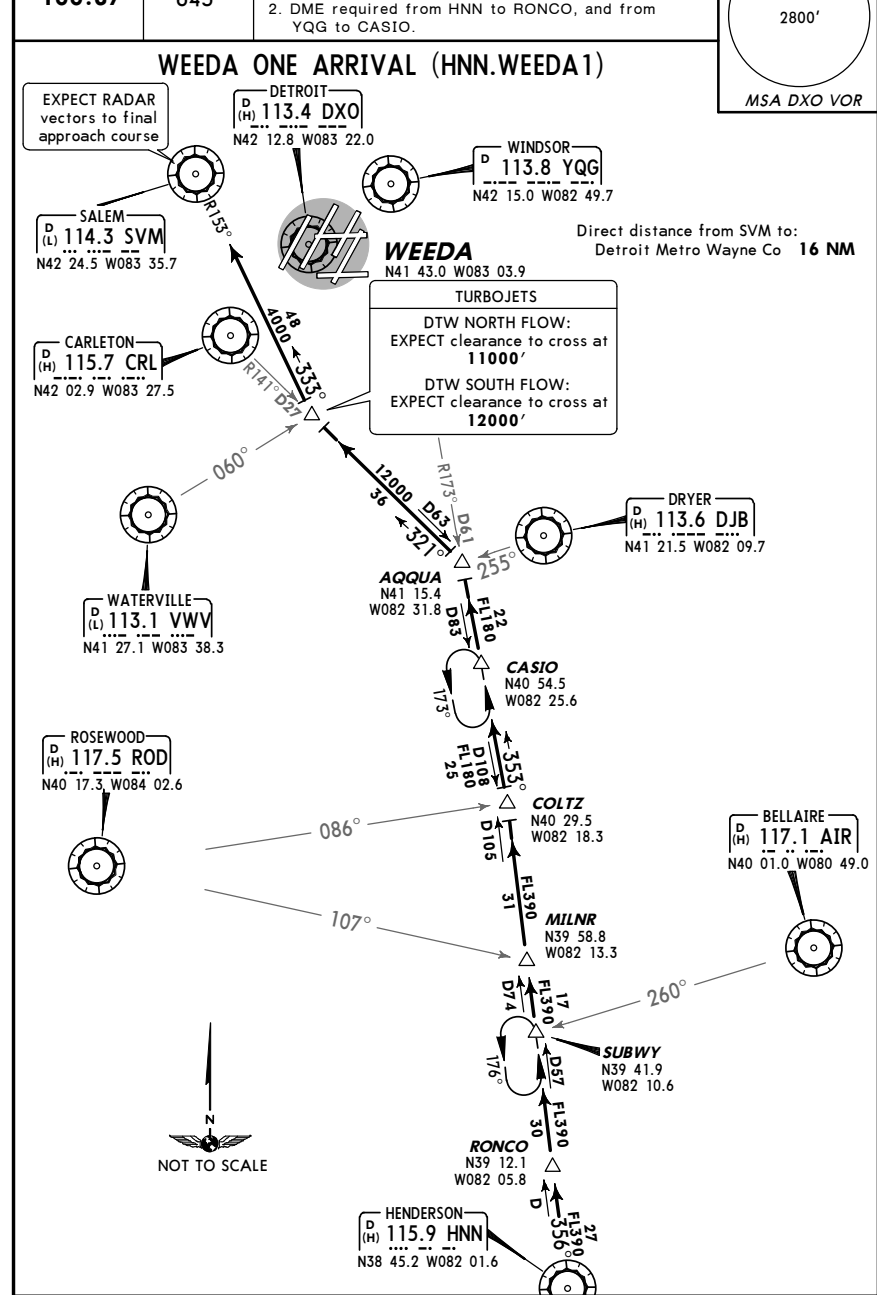 2. DME required from HNN to RONCO, and from
YQG to CASIO.
2800'
MSA DXO VOR
WEEDA ONE ARRIVAL (HNN.WEEDA1)
EXPECT RADAR
vectors to final
approach course
DETROIT
D
(H) 113.4 DXO
N42 12.8 W083 22.0
WINDSOR
D 113.8 YQG
N42 15.0 W082 49.7
SALEM
D
(L) 114.3 SVM
N42 24.5 W083 35.7
R153°
WEEDA
N41 43.0 W083 03.9
Direct distance from SVM to:
Detroit Metro Wayne Co 16 NM
TURBOJETS
DTW NORTH FLOW:
EXPECT clearance to cross at
11000'
DTW SOUTH FLOW:
EXPECT clearance to cross at
12000'
CARLETON
D
(H) 115.7 CRL
N42 02.9 W083 27.5
48
4000
333°
R141° D27
060°
12000
36
D63
321°
R173° D61
DRYER
D
(H) 113.6 DJB
N41 21.5 W082 09.7
255°
AQQUA
N41 15.4
W082 31.8
WATERVILLE
D
(L) 113.1 VWV
N41 27.1 W083 38.3
22
FL180
D83
CASIO
N40 54.5
W082 25.6
173°
353°
D108
FL180
25
ROSEWOOD
D
(H) 117.5 ROD
N40 17.3 W084 02.6
COLTZ
N40 29.5
W082 18.3
086°
D105
BELLAIRE
D
(H) 117.1 AIR
N40 01.0 W080 49.0
FL390
31
107°
MILNR
N39 58.8
W082 13.3
17
FL390
D74
260°
SUBWY
N39 41.9
W082 10.6
176°
D57
FL390
30
N
NOT TO SCALE
RONCO
N39 12.1
W082 05.8
D
27
FL390
356°
HENDERSON
D
(H) 115.9 HNN
N38 45.2 W082 01.6